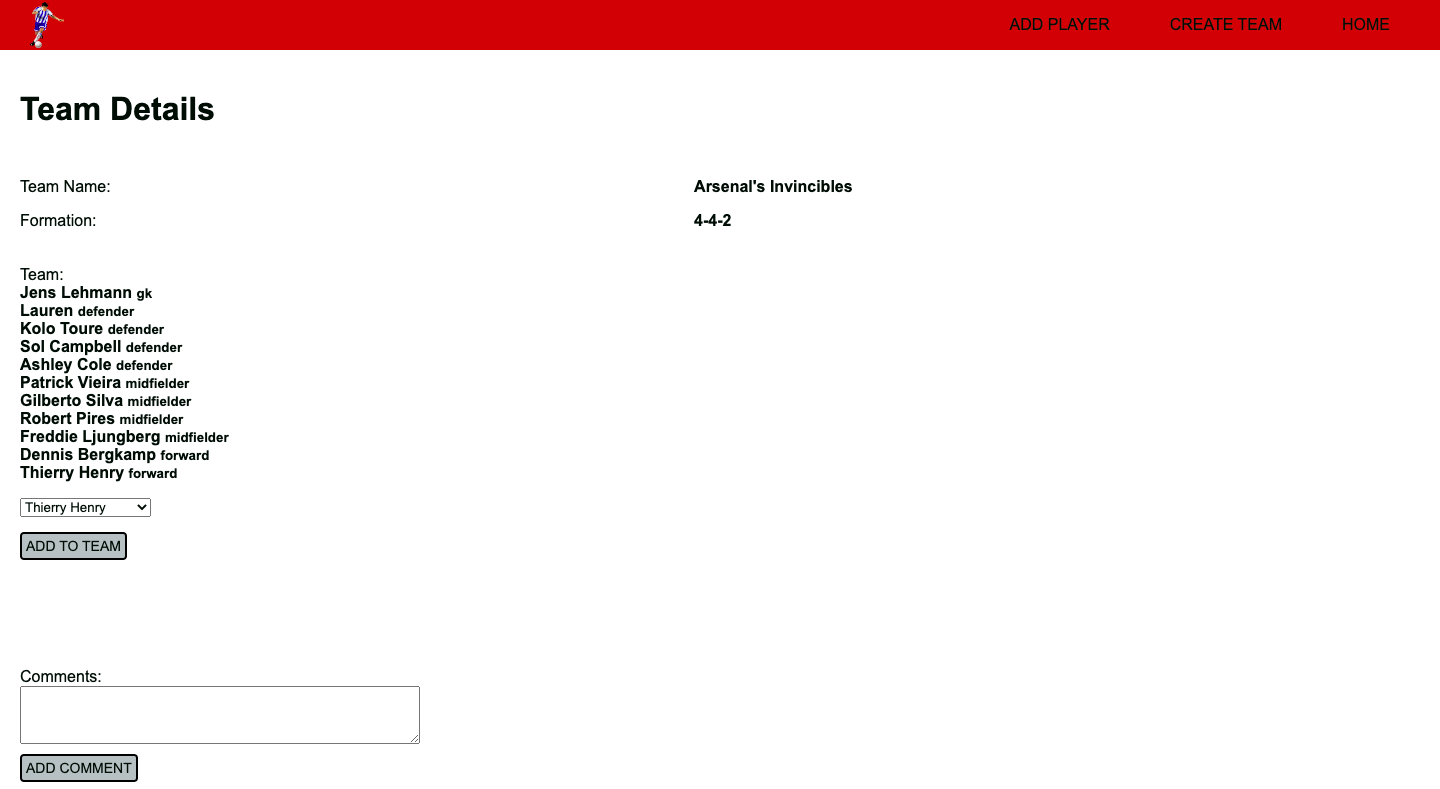 ADD PLAYER CREATE TEAM HOME
Team Details
Team Name: Arsenal's Invincibles
Formation: 4-4-2
Team:
Jens Lehmann gk
Lauren defender
Kolo Toure defender
Sol Campbell defender
Ashley Cole defender
Patrick Vieira midfielder
Gilberto Silva midfielder
Robert Pires midfielder
Freddie Ljungberg midfielder
Dennis Bergkamp forward
Thierry Henry forward
Thierry Henry
ADD TO TEAM
Comments:
ADD COMMENT